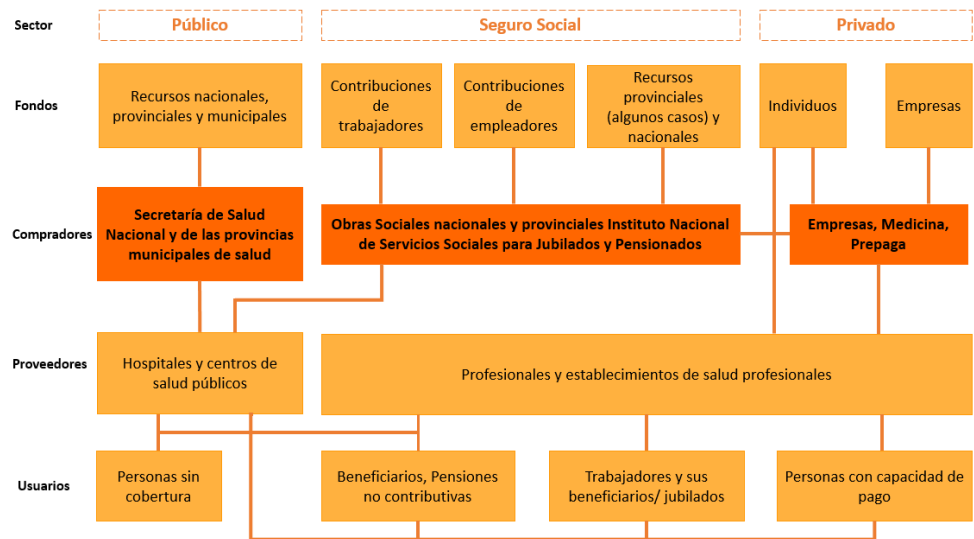 Sector
Público
Seguro Social
Privado
Fondos
Recursos nacionales,
provinciales y municipales
Contribuciones
de
trabajadores
Contribuciones
de
empleadores
Recursos
provinciales
(algunos casos) y
nacionales
Individuos
Empresas
Compradores
Secretaría de Salud
Nacional y de las provincias
municipales de salud
Obras Sociales nacionales y provinciales Instituto Nacional
de Servicios Sociales para Jubilados y Pensionados
Empresas, Medicina,
Prepaga
Proveedores
Hospitales y centros de
salud públicos
Profesionales y establecimientos de salud profesionales
Usuarios
Personas sin
cobertura
Beneficiarios, Pensiones
no contributivas
Trabajadores y sus
beneficiarios/ jubilados
Personas con capacidad de
pago